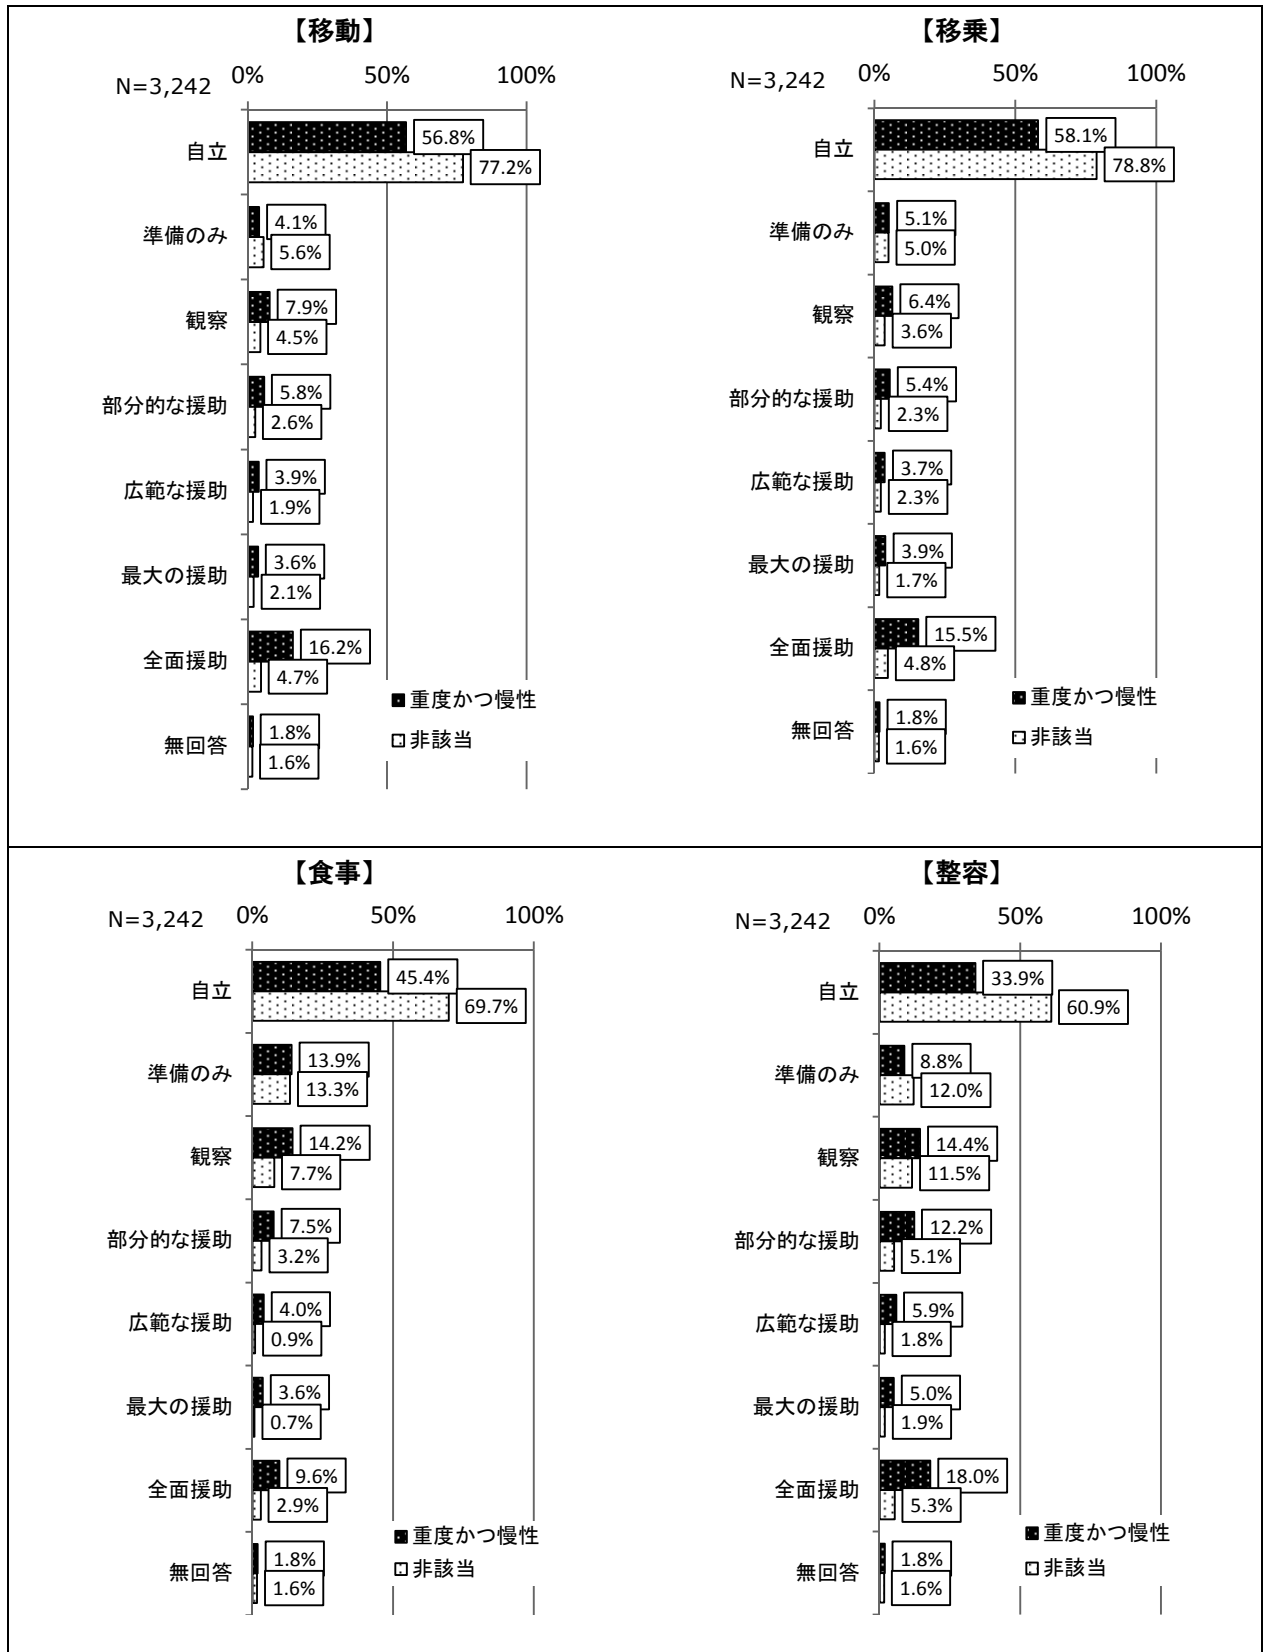 【移動】
N=3,242 0% 50% 100%
自立 56.8%
77.2%
準備のみ 4.1%
5.6%
観察 7.9%
4.5%
部分的な援助 5.8%
2.6%
広範な援助 3.9%
1.9%
最大の援助 3.6%
2.1%
全面援助 16.2%
4.7%
無回答 1.8%
1.6%
重度かつ慢性
非該当
【移乗】
N=3,242 0% 50% 100%
自立 58.1%
78.8%
準備のみ 5.1%
5.0%
観察 6.4%
3.6%
部分的な援助 5.4%
2.3%
広範な援助 3.7%
2.3%
最大の援助 3.9%
1.7%
全面援助 15.5%
4.8%
無回答 1.8%
1.6%
重度かつ慢性
非該当
【食事】
N=3,242 0% 50% 100%
自立 45.4%
69.7%
準備のみ 13.9%
13.3%
観察 14.2%
7.7%
部分的な援助 7.5%
3.2%
広範な援助 4.0%
0.9%
最大の援助 3.6%
0.7%
全面援助 9.6%
2.9%
無回答 1.8%
1.6%
重度かつ慢性
非該当
【整容】
N=3,242 0% 50% 100%
自立 33.9%
60.9%
準備のみ 8.8%
12.0%
観察 14.4%
11.5%
部分的な援助 12.2%
5.1%
広範な援助 5.9%
1.8%
最大の援助 5.0%
1.9%
全面援助 18.0%
5.3%
無回答 1.8%
1.6%
重度かつ慢性
非該当